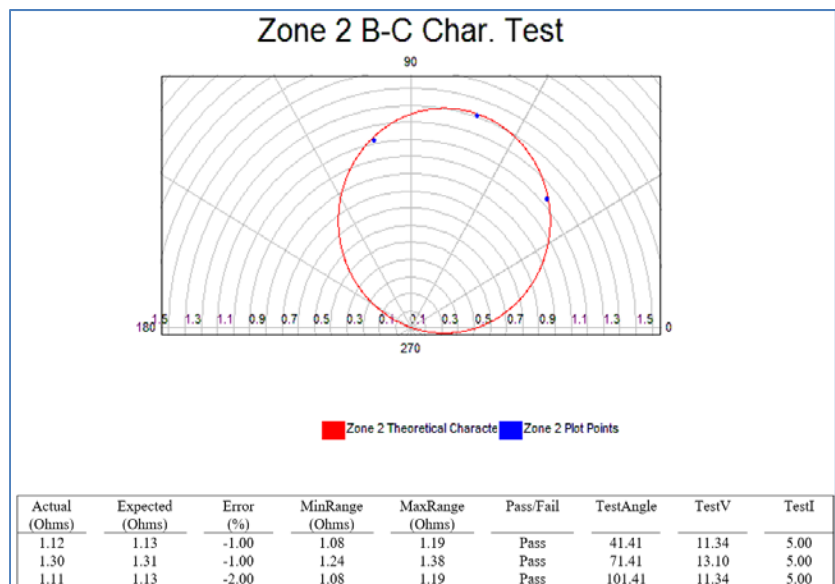 Zone 2 B-C Char. Test
90
180 1.5 1.3 1.1 0.9 0.7 0.5 0.3 0.1 0.1 0.3 0.5 0.7 0.9 1.1 1.3 1.5 0
270
Zone 2 Theoretical Characte Zone 2 Plot Points
Actual Expected Error MinRange MaxRange Pass/Fail TestAngle TestV TestI
(Ohms) (Ohms) (%) (Ohms) (Ohms)
1.12 1.13 -1.00 1.08 1.19 Pass 41.41 11.34 5.00
1.30 1.31 -1.00 1.24 1.38 Pass 71.41 13.10 5.00
1.11 1.13 -2.00 1.08 1.19 Pass 101.41 11.34 5.00